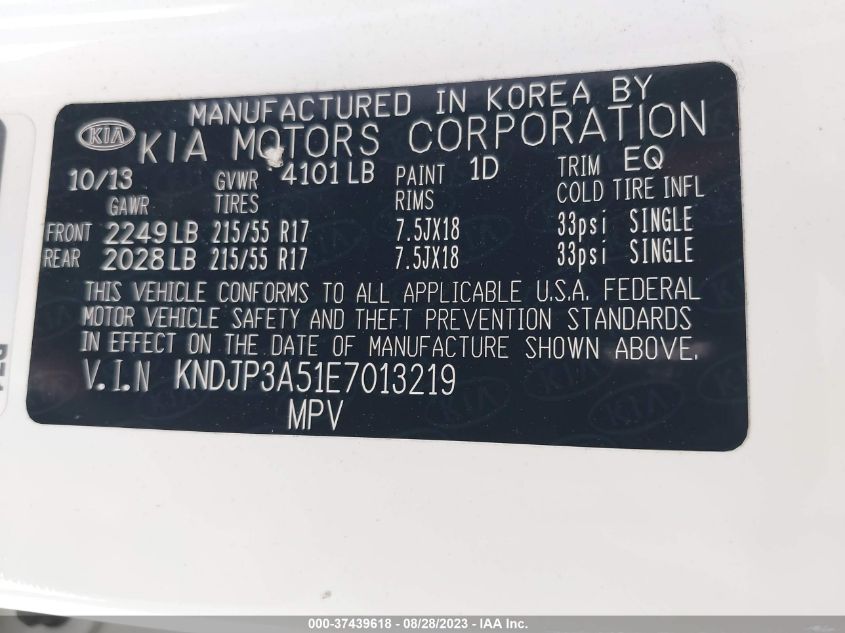 MANUFACTURED IN KOREA BY
KIA KIA MOTORS CORPORATION
10/13 GVWR 4101 LB PAINT 1D TRIM EQ
GAWR TIRES RIMS COLD TIRE INFL
FRONT 2249 LB 215/55 R17 7.5JX18 33psi SINGLE
REAR 2028 LB 215/55 R17 7.5JX18 33psi SINGLE
THIS VEHICLE CONFORMS TO ALL APPLICABLE U.S.A. FEDERAL
MOTOR VEHICLE SAFETY AND THEFT PREVENTION STANDARDS
IN EFFECT ON THE DATE OF MANUFACTURE SHOWN ABOVE.
V.I.N KNDJP3A51E7013219
MPV
000-37439618 - 08/28/2023 - IAA Inc.